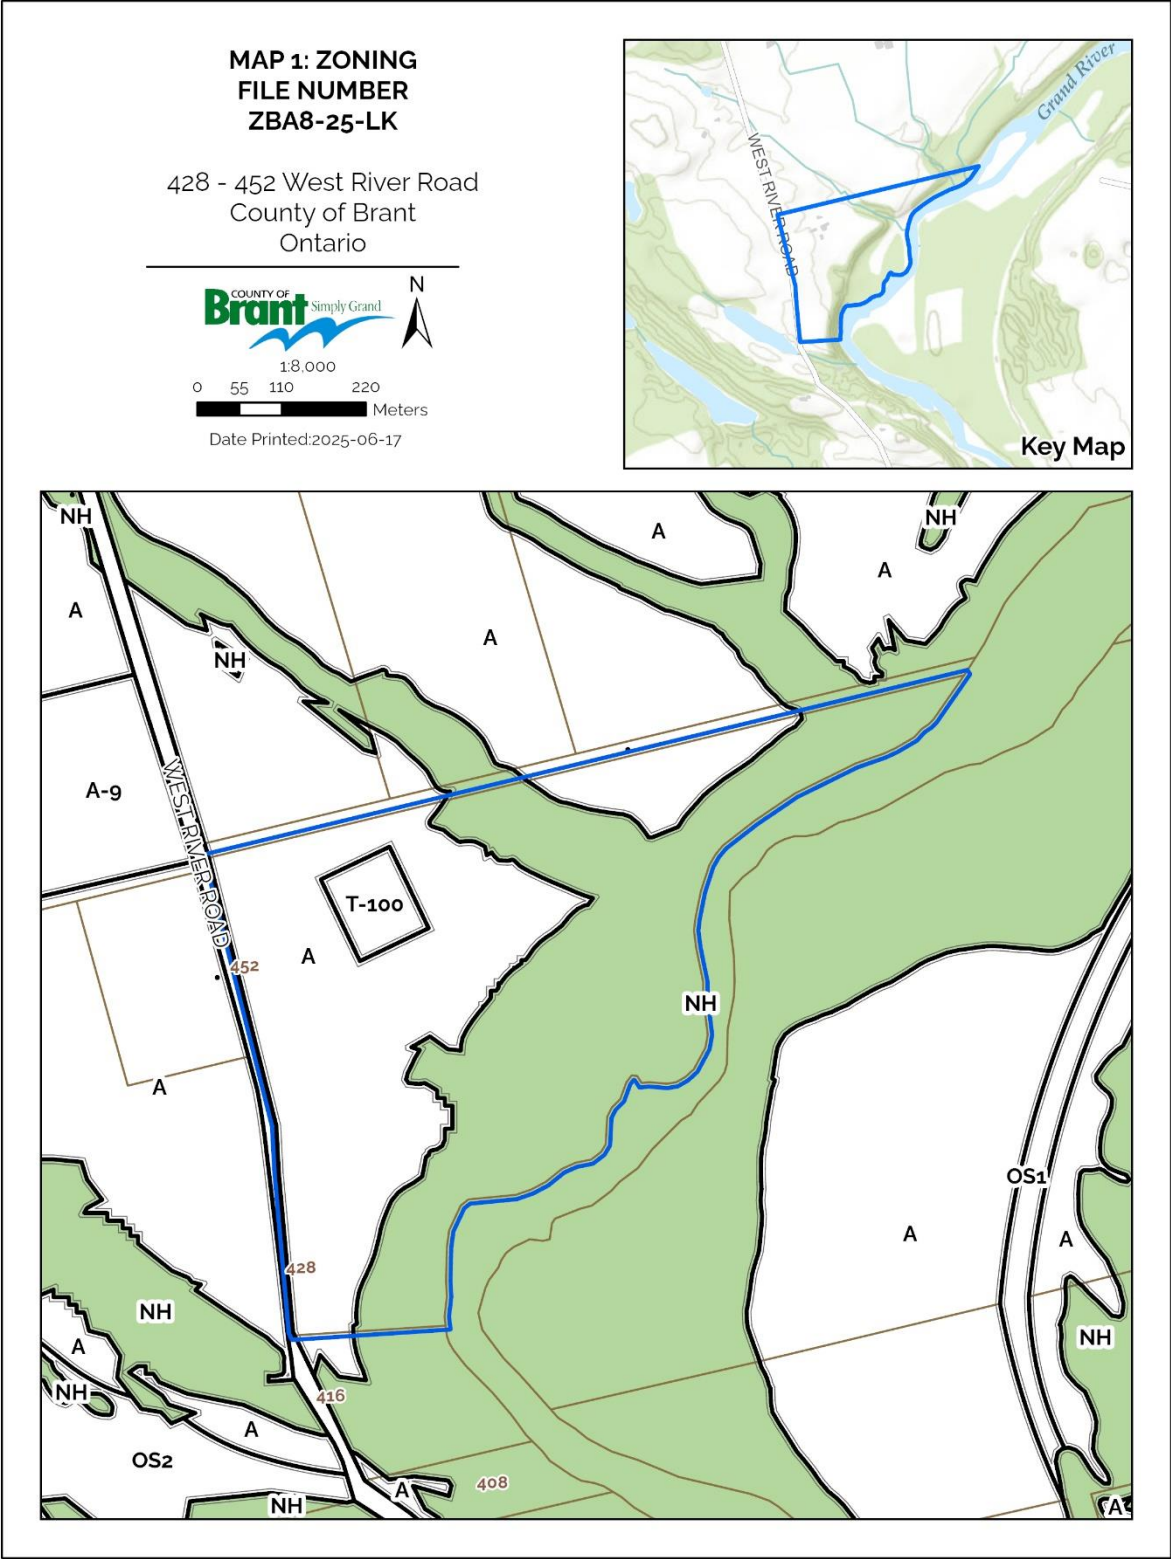 MAP 1: ZONING
FILE NUMBER
ZBA8-25-LK
428 - 452 West River Road
County of Brant
Ontario
COUNTY OF
Brant Simply Grand
N
1:8,000
0 55 110 220
Meters
Date Printed:2025-06-17
Grand River
WEST RIVER ROAD
Key Map
NH
A
NH
A
A
A
NH
A-9
WEST RIVER ROAD
T-100
A
452
NH
A
OS1
A
A
428
NH
A
NH
NH
416
A
OS2
408
A
NH
A